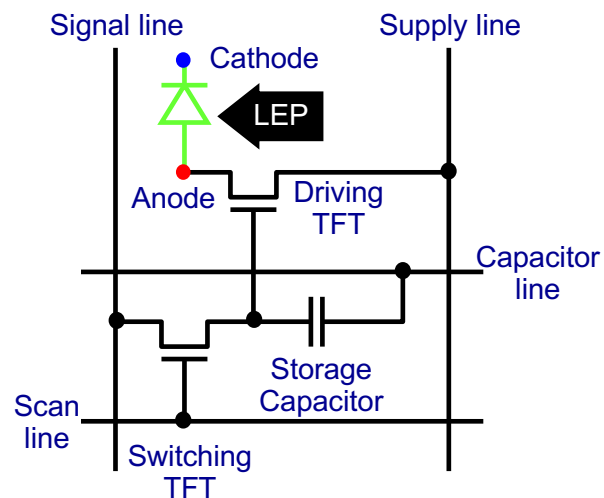 Signal line
Supply line
Cathode
LEP
Anode
Driving
TFT
Capacitor
line
Storage
Capacitor
Scan
line
Switching
TFT